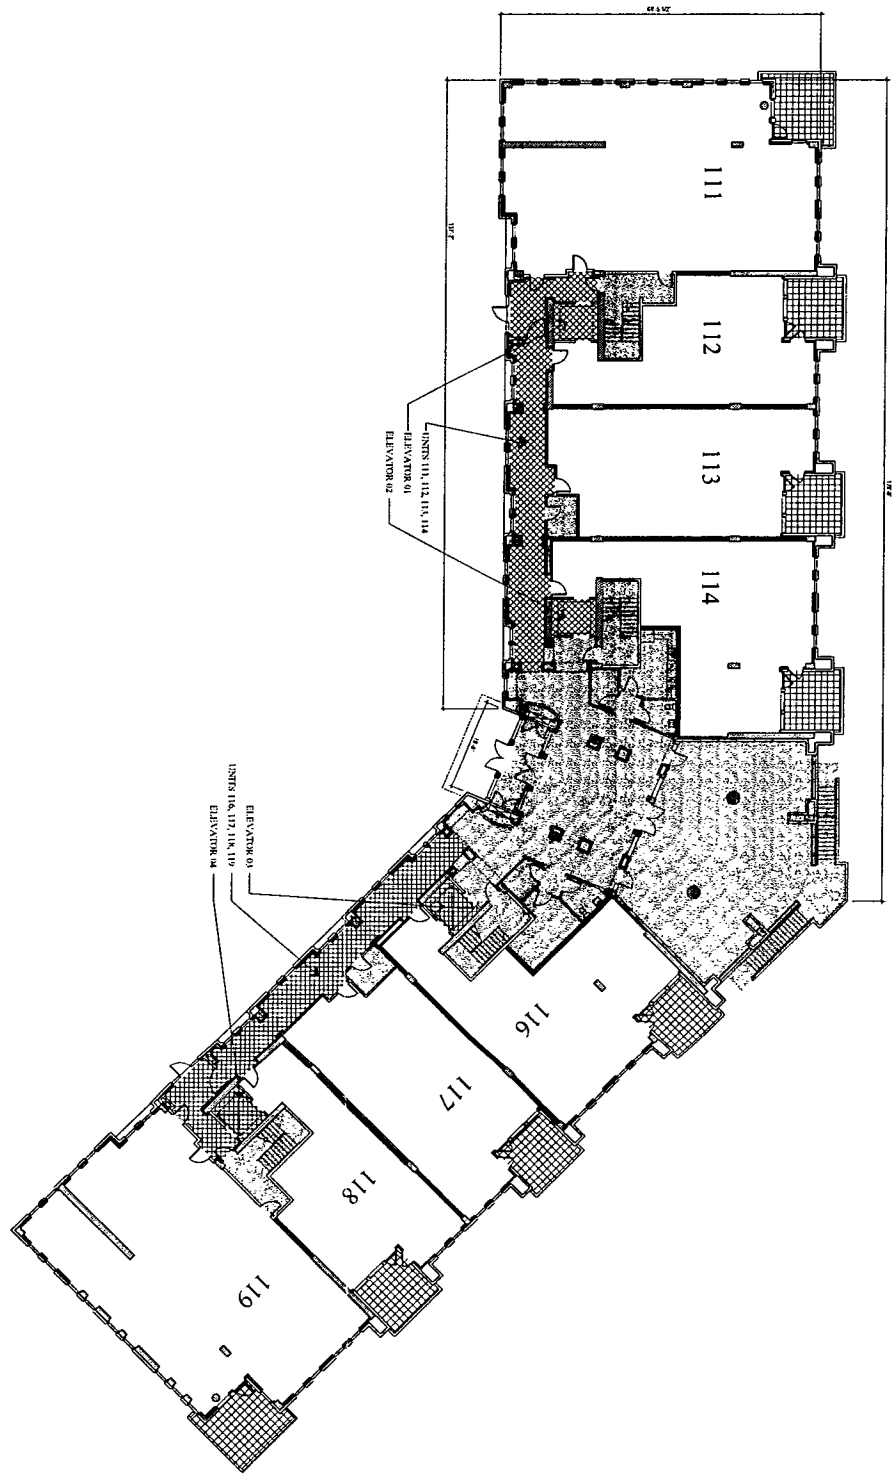 111
112
113
114
UNITS 111, 112, 113, 114
ELEVATOR 01
ELEVATOR 02
ELEVATOR 03
UNITS 116, 117, 118, 119
ELEVATOR 04
116
117
118
119